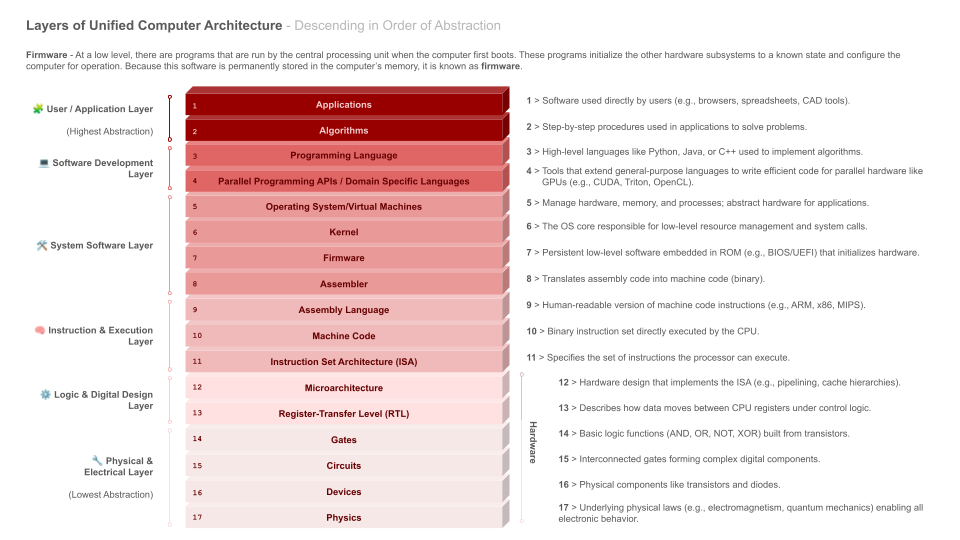 Layers of Unified Computer Architecture - Descending in Order of Abstraction
Firmware - At a low level, there are programs that are run by the central processing unit when the computer first boots. These programs initialize the other hardware subsystems to a known state and configure the
computer for operation. Because this software is permanently stored in the computer's memory, it is known as firmware.
User / Application Layer
(Highest Abstraction)
Software Development
Layer
System Software Layer
Instruction & Execution
Layer
Logic & Digital Design
Layer
Physical &
Electrical Layer
(Lowest Abstraction)
1 Applications
2 Algorithms
3 Programming Language
4 Parallel Programming APIs / Domain Specific Languages
5 Operating System/Virtual Machines
6 Kernel
7 Firmware
8 Assembler
9 Assembly Language
10 Machine Code
11 Instruction Set Architecture (ISA)
12 Microarchitecture
13 Register-Transfer Level (RTL)
14 Gates
15 Circuits
16 Devices
17 Physics
1 > Software used directly by users (e.g., browsers, spreadsheets, CAD tools).
2 > Step-by-step procedures used in applications to solve problems.
3 > High-level languages like Python, Java, or C++ used to implement algorithms.
4 > Tools that extend general-purpose languages to write efficient code for parallel hardware like
GPUs (e.g., CUDA, Triton, OpenCL).
5 > Manage hardware, memory, and processes; abstract hardware for applications.
6 > The OS core responsible for low-level resource management and system calls.
7 > Persistent low-level software embedded in ROM (e.g., BIOS/UEFI) that initializes hardware.
8 > Translates assembly code into machine code (binary).
9 > Human-readable version of machine code instructions (e.g., ARM, x86, MIPS).
10 > Binary instruction set directly executed by the CPU.
11 > Specifies the set of instructions the processor can execute.
Hardware
12 > Hardware design that implements the ISA (e.g., pipelining, cache hierarchies).
13 > Describes how data moves between CPU registers under control logic.
14 > Basic logic functions (AND, OR, NOT, XOR) built from transistors.
15 > Interconnected gates forming complex digital components.
16 > Physical components like transistors and diodes.
17 > Underlying physical laws (e.g., electromagnetism, quantum mechanics) enabling all
electronic behavior.